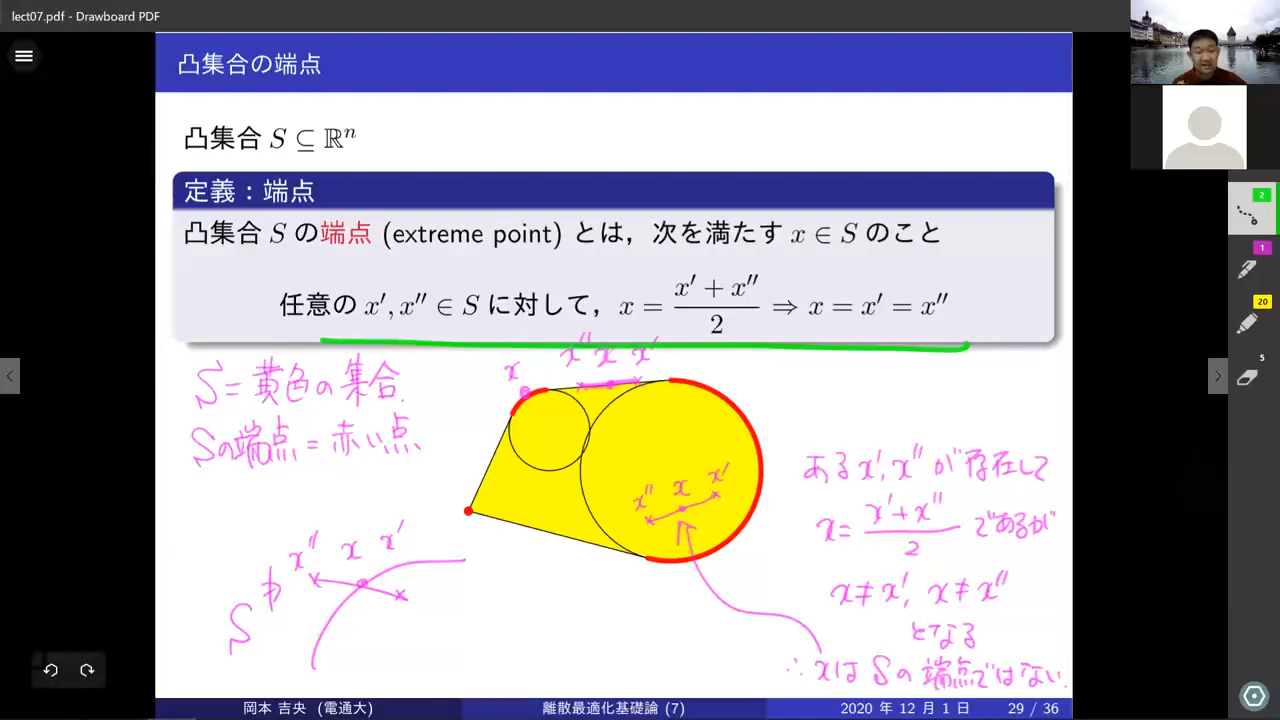 lect07.pdf - Drawboard PDF
凸集合の端点
凸集合 S ⊆ ℝⁿ
定義:端点
凸集合 S の端点 (extreme point) とは,次を満たす x ∈ S のこと
任意の x′, x″ ∈ S に対して, x = (x′ + x″)/2 ⇒ x = x′ = x″
S = 黄色の集合.
Sの端点 = 赤い点
x
x″ x x′
x″ x x′
x″ x x′
S
ある x′, x″ が存在して
x = (x′ + x″)/2 であるが
x ≠ x′, x ≠ x″
となる
∴ xは Sの 端点ではない.
岡本 吉央 (電通大)
離散最適化基礎論 (7)
2020 年 12 月 1 日
29 / 36
2
1
20
5